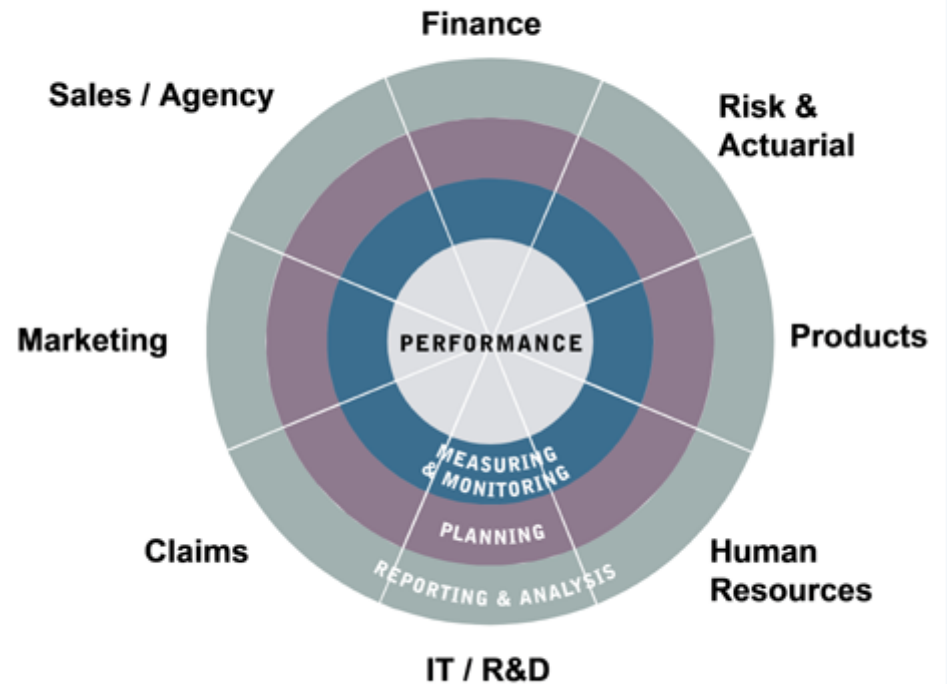 Finance
Sales / Agency
Risk &
Actuarial
Marketing
PERFORMANCE
Products
MEASURING
& MONITORING
PLANNING
Claims
Human
Resources
REPORTING & ANALYSIS
IT / R&D